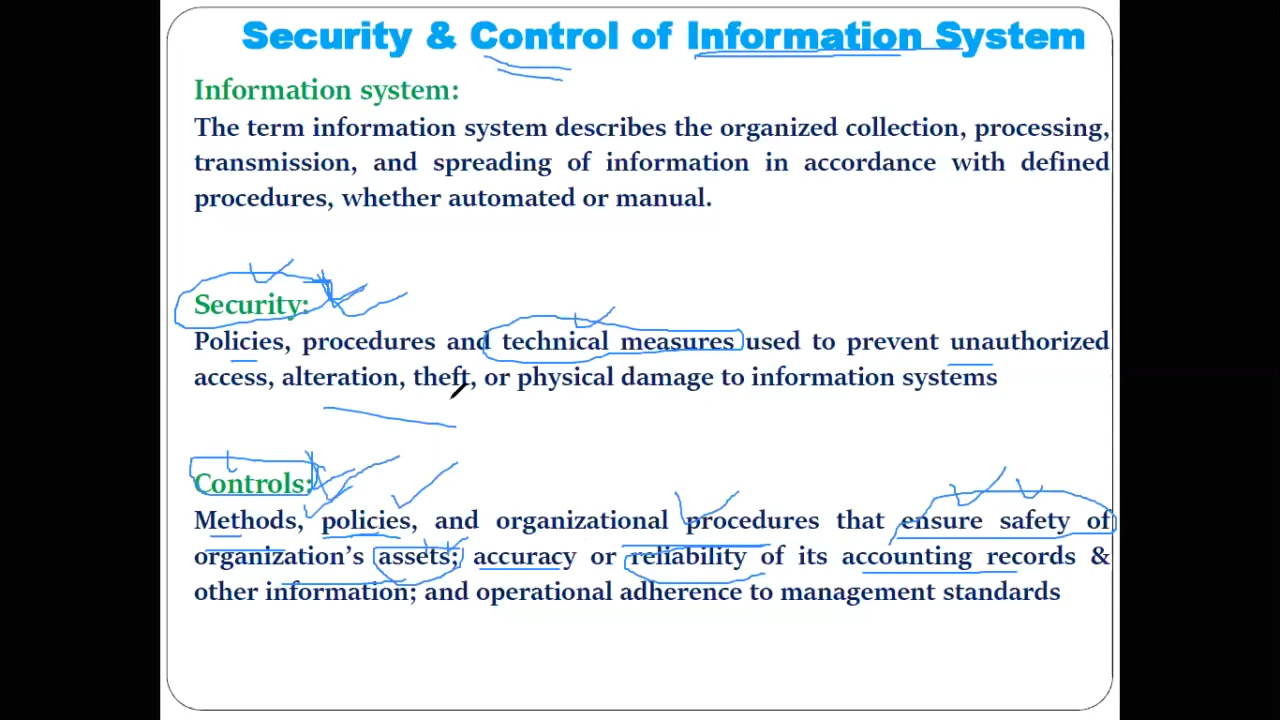 Security & Control of Information System
Information system:
The term information system describes the organized collection, processing,
transmission, and spreading of information in accordance with defined
procedures, whether automated or manual.
Security:
Policies, procedures and technical measures used to prevent unauthorized
access, alteration, theft, or physical damage to information systems
Controls:
Methods, policies, and organizational procedures that ensure safety of
organization's assets; accuracy or reliability of its accounting records &
other information; and operational adherence to management standards